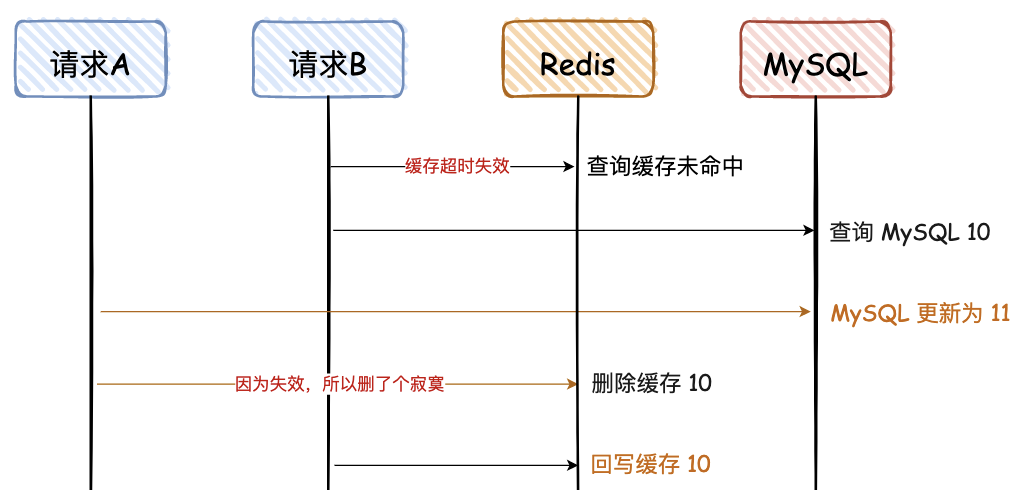 请求A
请求B
Redis
MySQL
缓存超时失效
查询缓存未命中
查询 MySQL 10
MySQL 更新为 11
因为失效，所以删了个寂寞
删除缓存 10
回写缓存 10